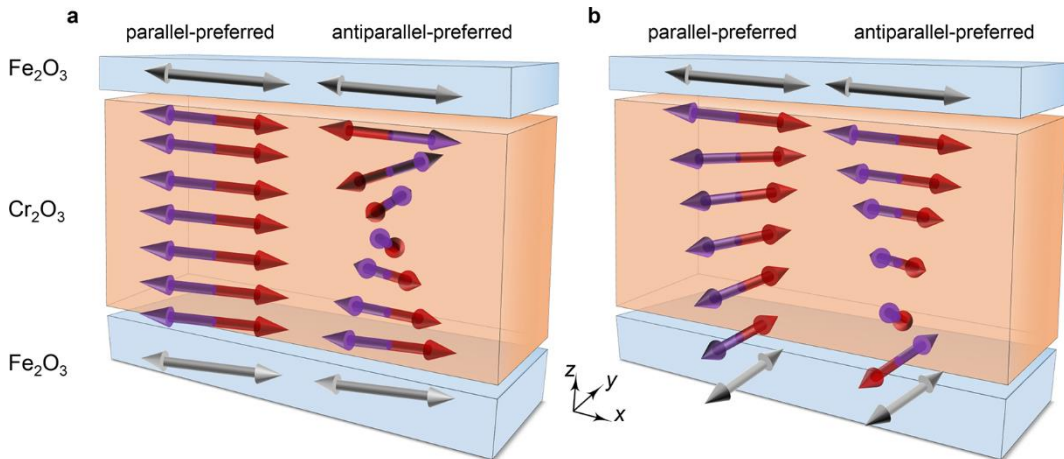 a
parallel-preferred antiparallel-preferred
Fe₂O₃
Cr₂O₃
Fe₂O₃
z
y
x
b
parallel-preferred antiparallel-preferred